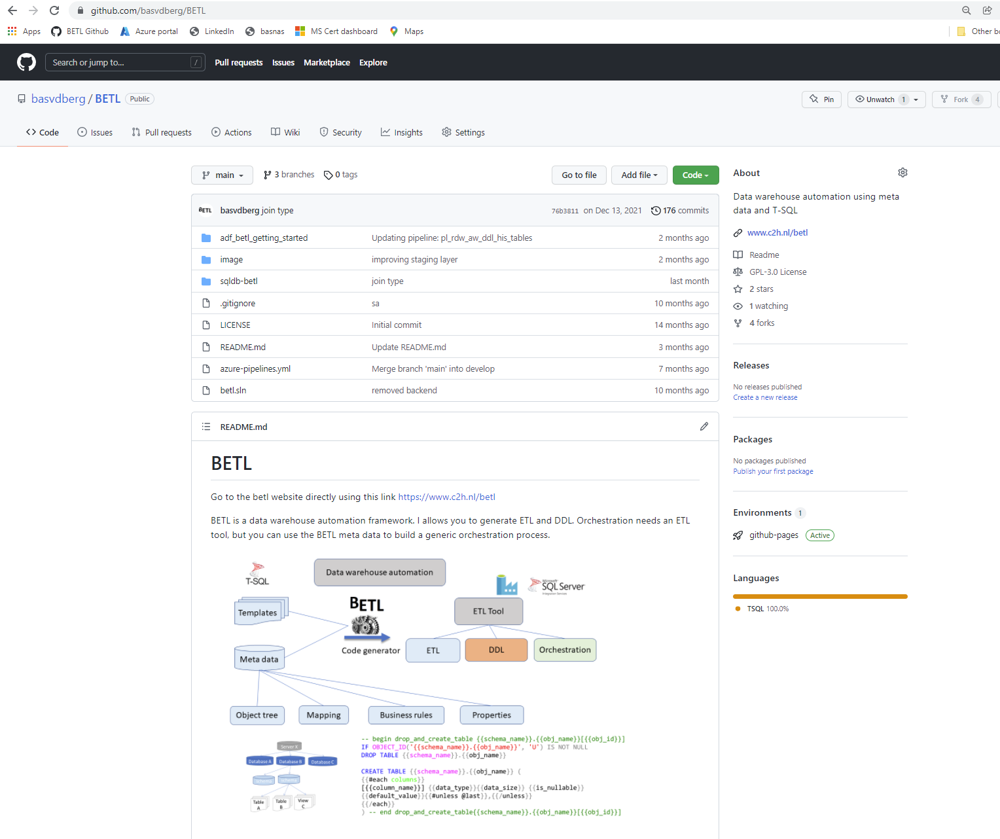 github.com/basvdberg/BETL
Apps BETL Github Azure portal LinkedIn basnas MS Cert dashboard Maps Other bo
Search or jump to... / Pull requests Issues Marketplace Explore
basvdberg / BETL Public Pin Unwatch 1 Fork 4
Code Issues Pull requests Actions Wiki Security Insights Settings
main 3 branches 0 tags Go to file Add file Code
BETL basvdberg join type 76b3811 on Dec 13, 2021 176 commits
adf_betl_getting_started Updating pipeline: pl_rdw_aw_ddl_his_tables 2 months ago
image improving staging layer 2 months ago
sqldb-betl join type last month
.gitignore sa 10 months ago
LICENSE Initial commit 14 months ago
README.md Update README.md 3 months ago
azure-pipelines.yml Merge branch 'main' into develop 7 months ago
betl.sln removed backend 10 months ago
About
Data warehouse automation using meta
data and T-SQL
www.c2h.nl/betl
Readme
GPL-3.0 License
2 stars
1 watching
4 forks
Releases
No releases published
Create a new release
Packages
No packages published
Publish your first package
Environments 1
github-pages Active
Languages
TSQL 100.0%
README.md
BETL
Go to the betl website directly using this link https://www.c2h.nl/betl
BETL is a data warehouse automation framework. I allows you to generate ETL and DDL. Orchestration needs an ETL
tool, but you can use the BETL meta data to build a generic orchestration process.
T-SQL
Data warehouse automation
Microsoft
SQL Server
Integration Services
Templates
BETL
Code generator
ETL Tool
ETL DDL Orchestration
Meta data
Object tree Mapping Business rules Properties
Server X
Database A Database B Database C
schema schema
Table
A
Table
B
View
C
-- begin drop_and_create_table {{schema_name}}.{{obj_name}}[{{obj_id}}]
IF OBJECT_ID('{{schema_name}}.{{obj_name}}', 'U') IS NOT NULL
DROP TABLE {{schema_name}}.{{obj_name}}
CREATE TABLE {{schema_name}}.{{obj_name}} (
{{#each columns}}
[{{column_name}}] {{data_type}}{{data_size}} {{is_nullable}}
{{default_value}}{{#unless @last}},{{/unless}}
{{/each}}
) -- end drop_and_create_table{{schema_name}}.{{obj_name}}[{{obj_id}}]